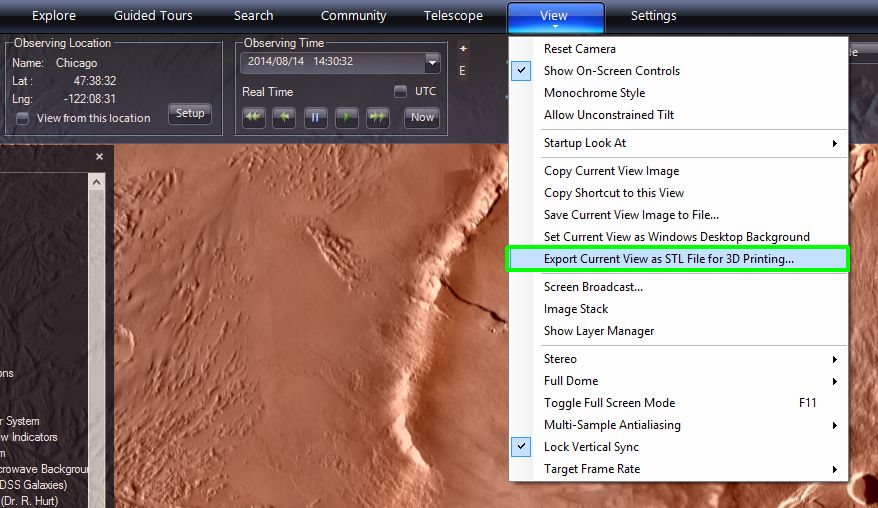 Explore Guided Tours Search Community Telescope View Settings
Observing Location
Name: Chicago
Lat : 47:38:32
Lng: -122:08:31
View from this location
Setup
Observing Time
2014/08/14 14:30:32
Real Time
UTC
Now
+
E
Reset Camera
Show On-Screen Controls
Monochrome Style
Allow Unconstrained Tilt
Startup Look At
Copy Current View Image
Copy Shortcut to this View
Save Current View Image to File...
Set Current View as Windows Desktop Background
Export Current View as STL File for 3D Printing...
Screen Broadcast...
Image Stack
Show Layer Manager
Stereo
Full Dome
Toggle Full Screen Mode F11
Multi-Sample Antialiasing
Lock Vertical Sync
Target Frame Rate
System
Indicators
DSS Galaxies)
(Dr. R. Hurt)